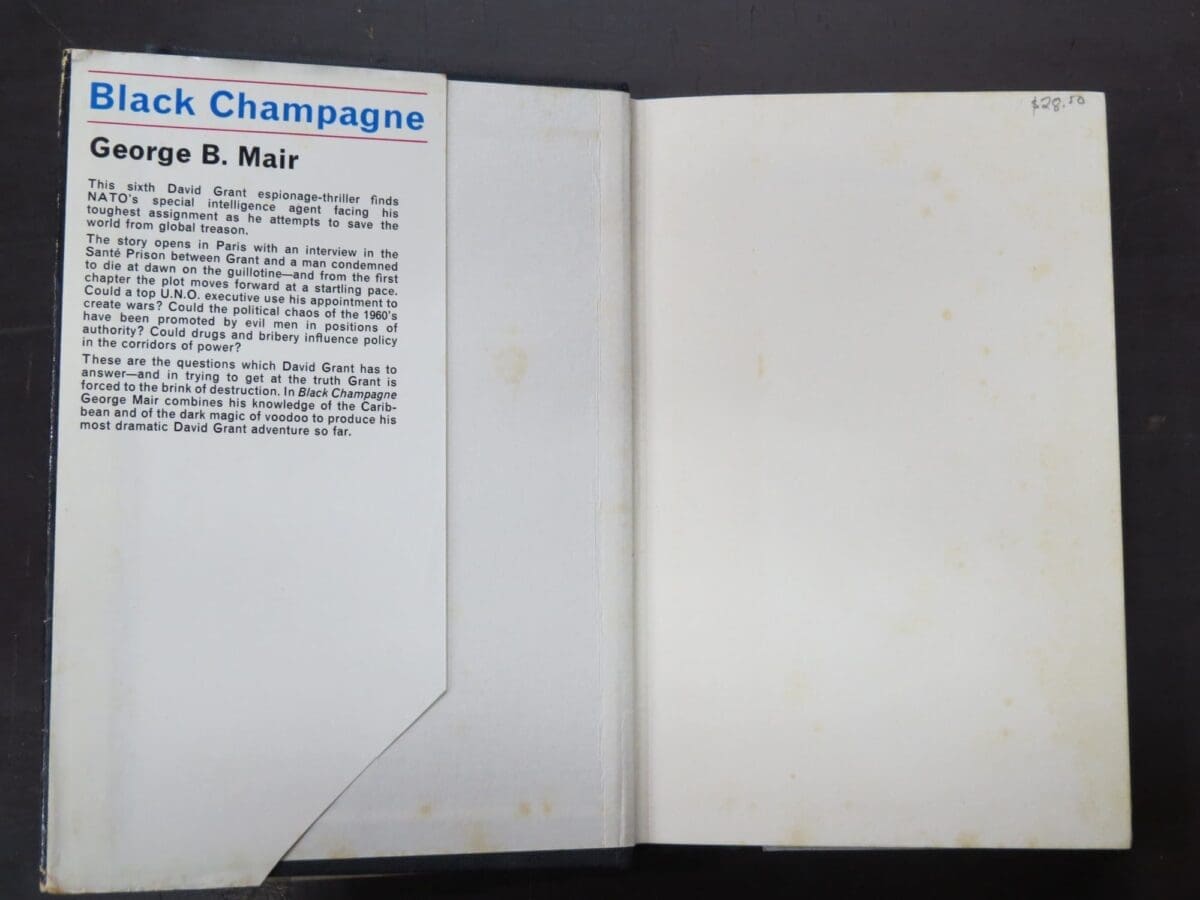 Black Champagne
George B. Mair
This sixth David Grant espionage-thriller finds
NATO's special intelligence agent facing his
toughest assignment as he attempts to save the
world from global treason.
The story opens in Paris with an interview in the
Santé Prison between Grant and a man condemned
to die at dawn on the guillotine—and from the first
chapter the plot moves forward at a startling pace.
Could a top U.N.O. executive use his appointment to
create wars? Could the political chaos of the 1960's
have been promoted by evil men in positions of
authority? Could drugs and bribery influence policy
in the corridors of power?
These are the questions which David Grant has to
answer—and in trying to get at the truth Grant is
forced to the brink of destruction. In Black Champagne
George Mair combines his knowledge of the Carib-
bean and of the dark magic of voodoo to produce his
most dramatic David Grant adventure so far.
$28.50